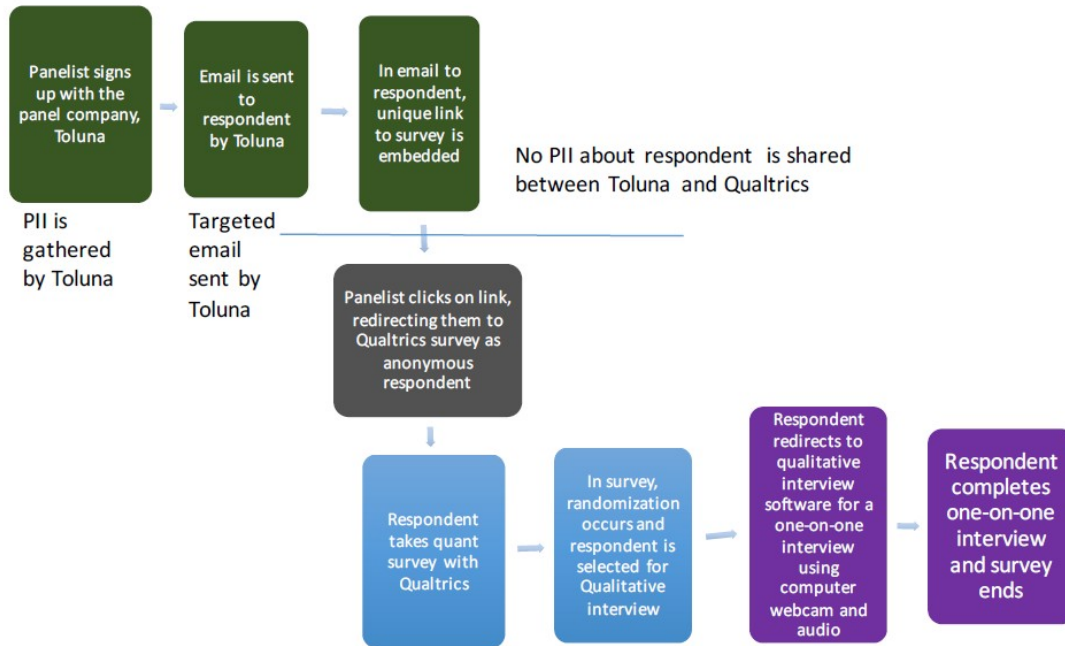 Panelist signs
up with the
panel company,
Toluna
Email is sent
to
respondent
by Toluna
In email to
respondent,
unique link
to survey is
embedded
No PII about respondent is shared
between Toluna and Qualtrics
PII is
gathered
by Toluna
Targeted
email
sent by
Toluna
Panelist clicks on link,
redirecting them to
Qualtrics survey as
anonymous
respondent
Respondent
takes quant
survey with
Qualtrics
In survey,
randomization
occurs and
respondent is
selected for
Qualitative
interview
Respondent
redirects to
qualitative
interview
software for a
one-on-one
interview
using
computer
webcam and
audio
Respondent
completes
one-on-one
interview
and survey
ends